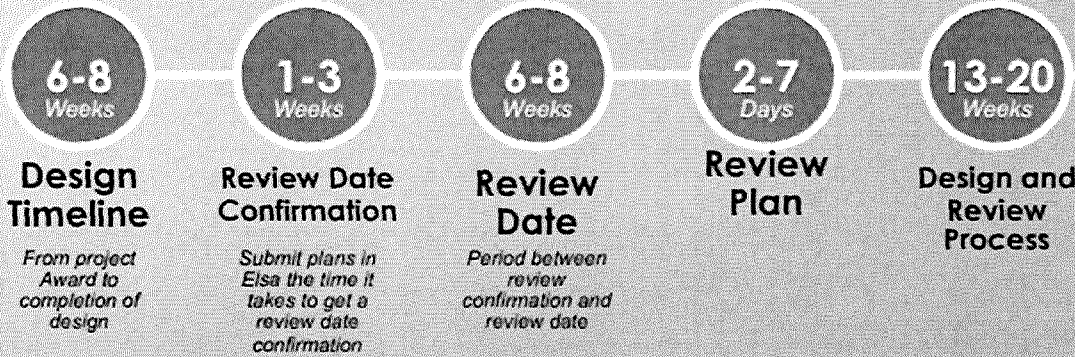 6-8
Weeks
Design
Timeline
From project
Award to
completion of
design
1-3
Weeks
Review Date
Confirmation
Submit plans in
Elsa the time it
takes to get a
review date
confirmation
6-8
Weeks
Review
Date
Period between
review
confirmation and
review date
2-7
Days
Review
Plan
13-20
Weeks
Design and
Review
Process